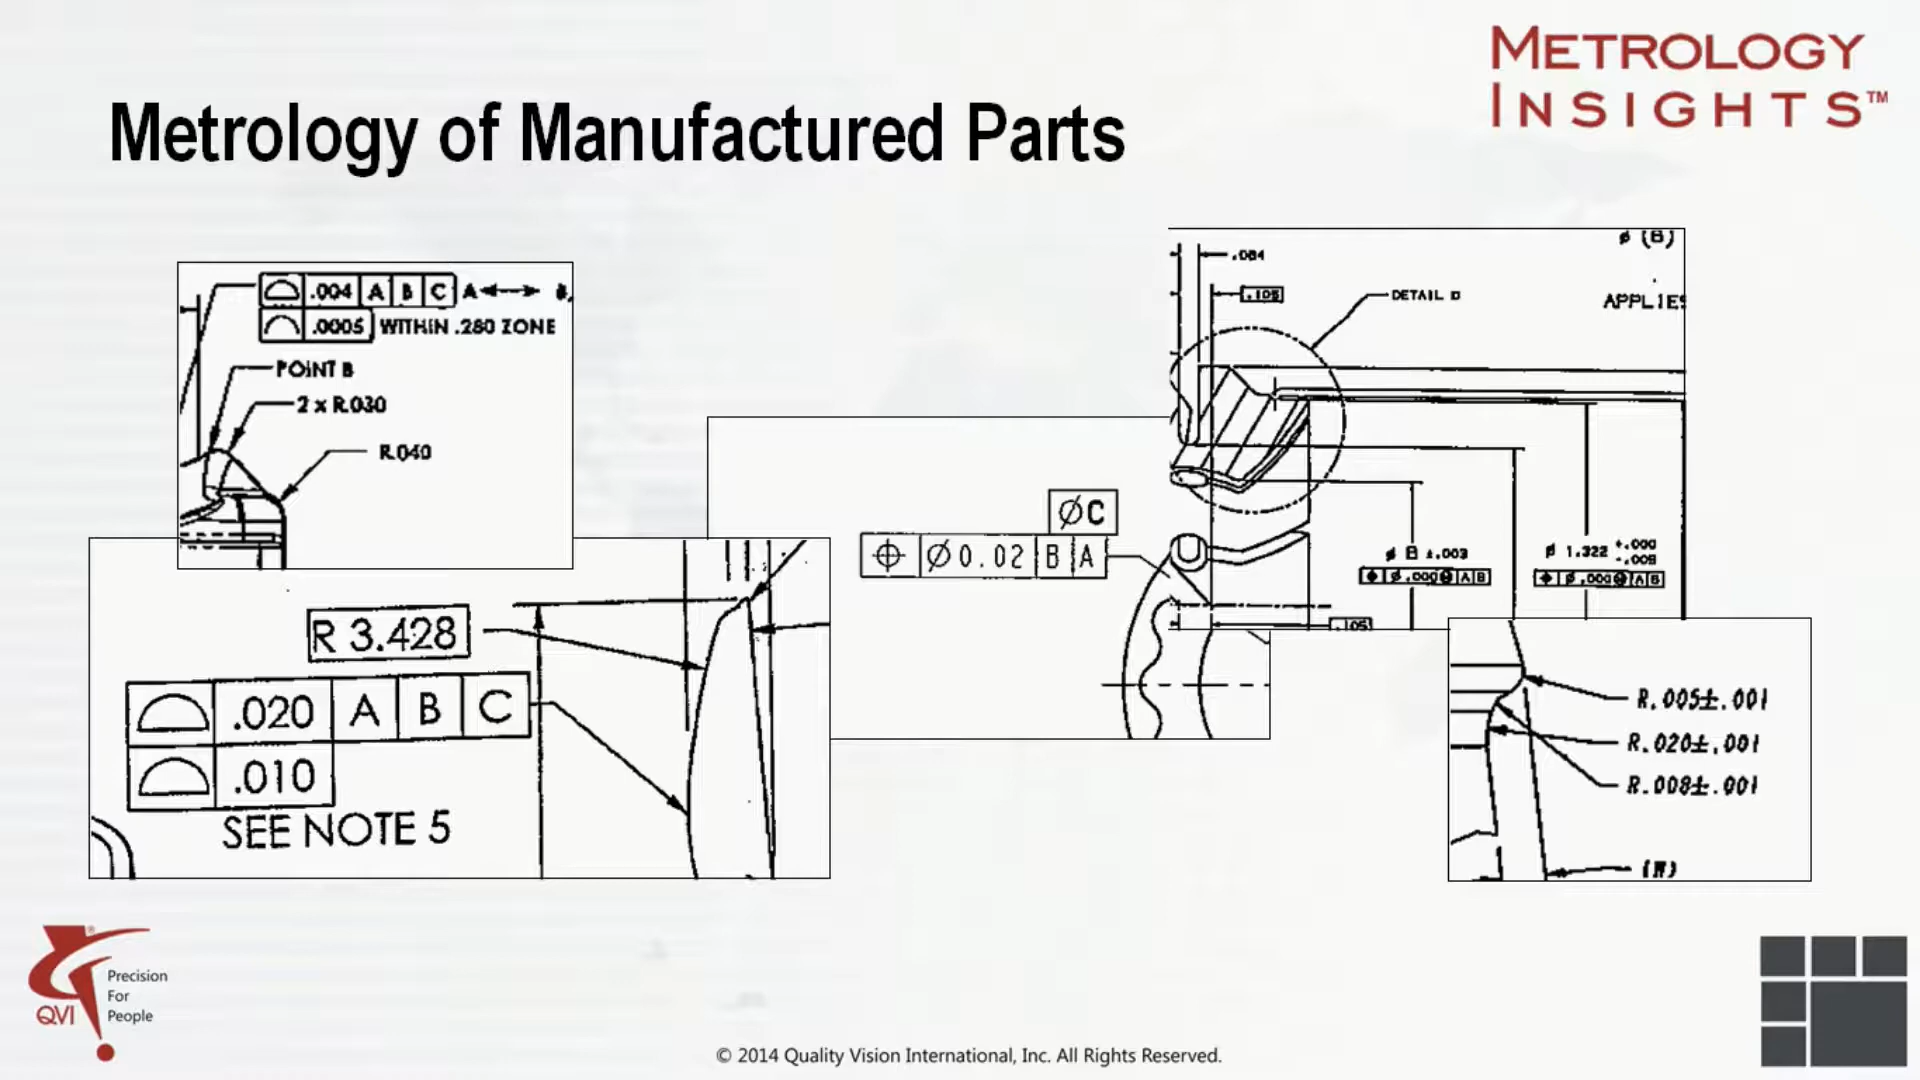 METROLOGY
INSIGHTS™
Metrology of Manufactured Parts
.004 A B C A
.0005 WITHIN .280 ZONE
POINT B
2 x R.030
R.040
ø (B)
.084
.105
DETAIL D
APPLIES
ø B ±.003
ø 1.322 +.000
-.009
A B
A B
.105
ØC
Ø0.02 B A
R 3.428
.020 A B C
.010
SEE NOTE 5
R.005±.001
R.020±.001
R.008±.001
(W)
QVI
®
Precision
For
People
© 2014 Quality Vision International, Inc. All Rights Reserved.